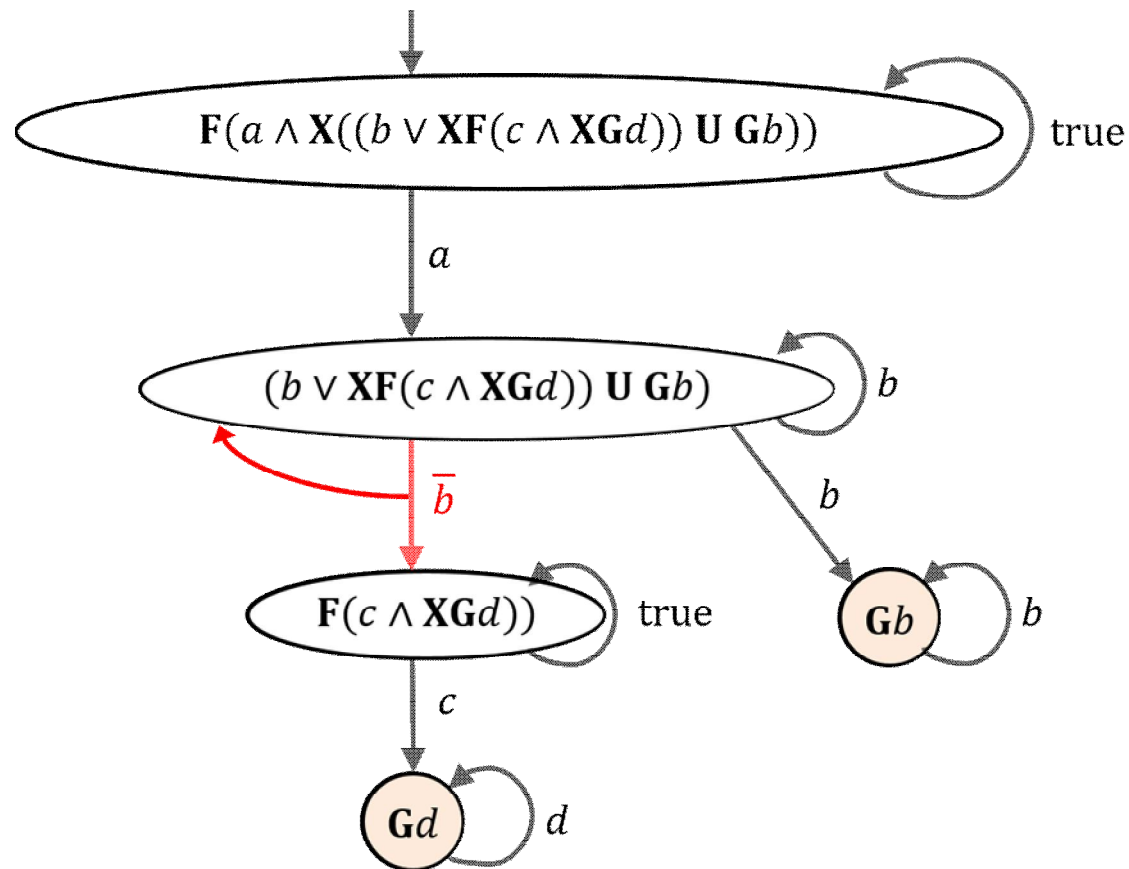 F(a ∧ X((b ∨ XF(c ∧ XGd)) U Gb))
true
a
(b ∨ XF(c ∧ XGd)) U Gb)
b
b̅
b
F(c ∧ XGd))
true
Gb
b
c
Gd
d